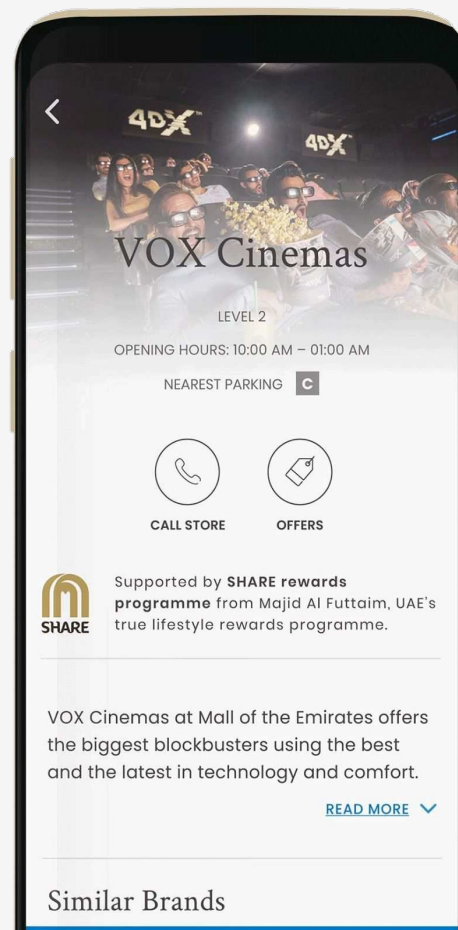 4DX™
4DX™
VOX Cinemas
LEVEL 2
OPENING HOURS: 10:00 AM – 01:00 AM
NEAREST PARKING C
CALL STORE OFFERS
Supported by SHARE rewards
programme from Majid Al Futtaim, UAE's
true lifestyle rewards programme.
SHARE
VOX Cinemas at Mall of the Emirates offers
the biggest blockbusters using the best
and the latest in technology and comfort.
READ MORE
Similar Brands